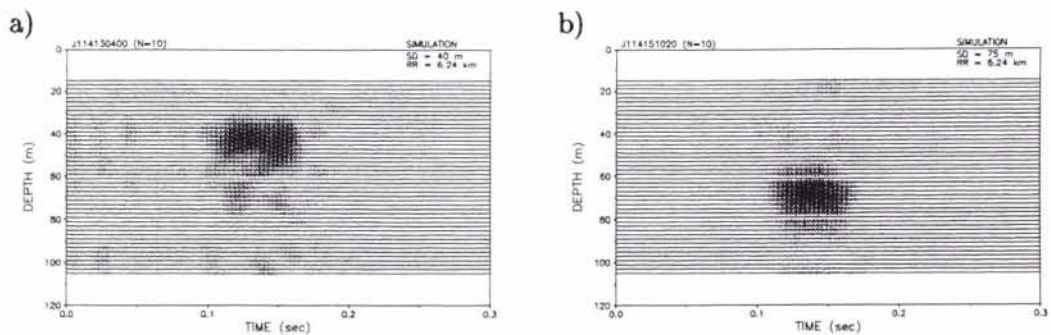 a)
J114130400 (N=10)
SIMULATION
SD = 40 m
RR = 6.24 km
0
20
40
60
80
100
120
DEPTH (m)
0.0
0.1
0.2
0.3
TIME (sec)
b)
J114151020 (N=10)
SIMULATION
SD = 75 m
RR = 6.24 km
0
20
40
60
80
100
120
DEPTH (m)
0.0
0.1
0.2
0.3
TIME (sec)